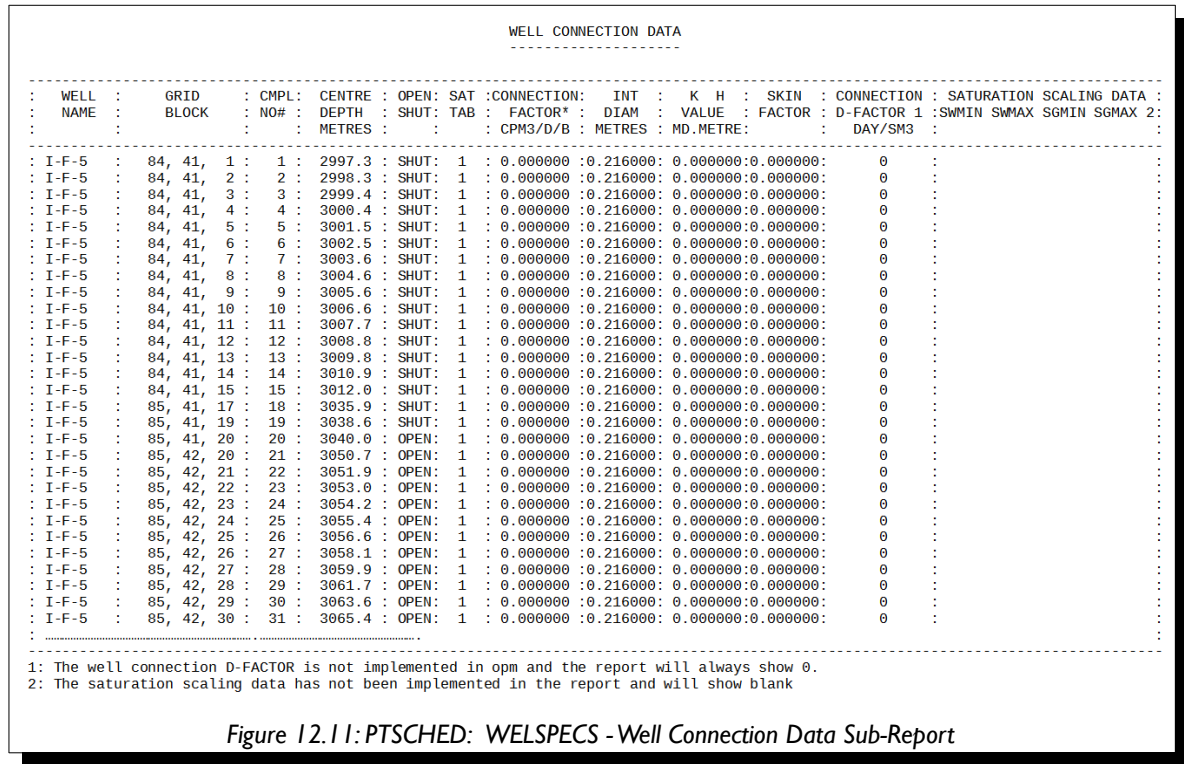 WELL CONNECTION DATA
--------------------
--------------------------------------------------------------------------------------------------------------------------------------
: WELL : GRID : CMPL: CENTRE : OPEN: SAT :CONNECTION: INT : K H : SKIN : CONNECTION : SATURATION SCALING DATA :
: NAME : BLOCK : NO# : DEPTH : SHUT: TAB : FACTOR* : DIAM : VALUE : FACTOR : D-FACTOR 1 :SWMIN SWMAX SGMIN SGMAX 2:
: : : : METRES : : : CPM3/D/B : METRES : MD.METRE: : DAY/SM3 : :
--------------------------------------------------------------------------------------------------------------------------------------
: I-F-5 : 84, 41, 1 : 1 : 2997.3 : SHUT: 1 : 0.000000 :0.216000: 0.000000:0.000000: 0 : :
: I-F-5 : 84, 41, 2 : 2 : 2998.3 : SHUT: 1 : 0.000000 :0.216000: 0.000000:0.000000: 0 : :
: I-F-5 : 84, 41, 3 : 3 : 2999.4 : SHUT: 1 : 0.000000 :0.216000: 0.000000:0.000000: 0 : :
: I-F-5 : 84, 41, 4 : 4 : 3000.4 : SHUT: 1 : 0.000000 :0.216000: 0.000000:0.000000: 0 : :
: I-F-5 : 84, 41, 5 : 5 : 3001.5 : SHUT: 1 : 0.000000 :0.216000: 0.000000:0.000000: 0 : :
: I-F-5 : 84, 41, 6 : 6 : 3002.5 : SHUT: 1 : 0.000000 :0.216000: 0.000000:0.000000: 0 : :
: I-F-5 : 84, 41, 7 : 7 : 3003.6 : SHUT: 1 : 0.000000 :0.216000: 0.000000:0.000000: 0 : :
: I-F-5 : 84, 41, 8 : 8 : 3004.6 : SHUT: 1 : 0.000000 :0.216000: 0.000000:0.000000: 0 : :
: I-F-5 : 84, 41, 9 : 9 : 3005.6 : SHUT: 1 : 0.000000 :0.216000: 0.000000:0.000000: 0 : :
: I-F-5 : 84, 41, 10 : 10 : 3006.6 : SHUT: 1 : 0.000000 :0.216000: 0.000000:0.000000: 0 : :
: I-F-5 : 84, 41, 11 : 11 : 3007.7 : SHUT: 1 : 0.000000 :0.216000: 0.000000:0.000000: 0 : :
: I-F-5 : 84, 41, 12 : 12 : 3008.8 : SHUT: 1 : 0.000000 :0.216000: 0.000000:0.000000: 0 : :
: I-F-5 : 84, 41, 13 : 13 : 3009.8 : SHUT: 1 : 0.000000 :0.216000: 0.000000:0.000000: 0 : :
: I-F-5 : 84, 41, 14 : 14 : 3010.9 : SHUT: 1 : 0.000000 :0.216000: 0.000000:0.000000: 0 : :
: I-F-5 : 84, 41, 15 : 15 : 3012.0 : SHUT: 1 : 0.000000 :0.216000: 0.000000:0.000000: 0 : :
: I-F-5 : 85, 41, 17 : 18 : 3035.9 : SHUT: 1 : 0.000000 :0.216000: 0.000000:0.000000: 0 : :
: I-F-5 : 85, 41, 19 : 19 : 3038.6 : SHUT: 1 : 0.000000 :0.216000: 0.000000:0.000000: 0 : :
: I-F-5 : 85, 41, 20 : 20 : 3040.0 : OPEN: 1 : 0.000000 :0.216000: 0.000000:0.000000: 0 : :
: I-F-5 : 85, 42, 20 : 21 : 3050.7 : OPEN: 1 : 0.000000 :0.216000: 0.000000:0.000000: 0 : :
: I-F-5 : 85, 42, 21 : 22 : 3051.9 : OPEN: 1 : 0.000000 :0.216000: 0.000000:0.000000: 0 : :
: I-F-5 : 85, 42, 22 : 23 : 3053.0 : OPEN: 1 : 0.000000 :0.216000: 0.000000:0.000000: 0 : :
: I-F-5 : 85, 42, 23 : 24 : 3054.2 : OPEN: 1 : 0.000000 :0.216000: 0.000000:0.000000: 0 : :
: I-F-5 : 85, 42, 24 : 25 : 3055.4 : OPEN: 1 : 0.000000 :0.216000: 0.000000:0.000000: 0 : :
: I-F-5 : 85, 42, 25 : 26 : 3056.6 : OPEN: 1 : 0.000000 :0.216000: 0.000000:0.000000: 0 : :
: I-F-5 : 85, 42, 26 : 27 : 3058.1 : OPEN: 1 : 0.000000 :0.216000: 0.000000:0.000000: 0 : :
: I-F-5 : 85, 42, 27 : 28 : 3059.9 : OPEN: 1 : 0.000000 :0.216000: 0.000000:0.000000: 0 : :
: I-F-5 : 85, 42, 28 : 29 : 3061.7 : OPEN: 1 : 0.000000 :0.216000: 0.000000:0.000000: 0 : :
: I-F-5 : 85, 42, 29 : 30 : 3063.6 : OPEN: 1 : 0.000000 :0.216000: 0.000000:0.000000: 0 : :
: I-F-5 : 85, 42, 30 : 31 : 3065.4 : OPEN: 1 : 0.000000 :0.216000: 0.000000:0.000000: 0 : :
: ………………………………………………………….……………………………………………. :
--------------------------------------------------------------------------------------------------------------------------------------
1: The well connection D-FACTOR is not implemented in opm and the report will always show 0.
2: The saturation scaling data has not been implemented in the report and will show blank
Figure 12.11: PTSCHED: WELSPECS - Well Connection Data Sub-Report